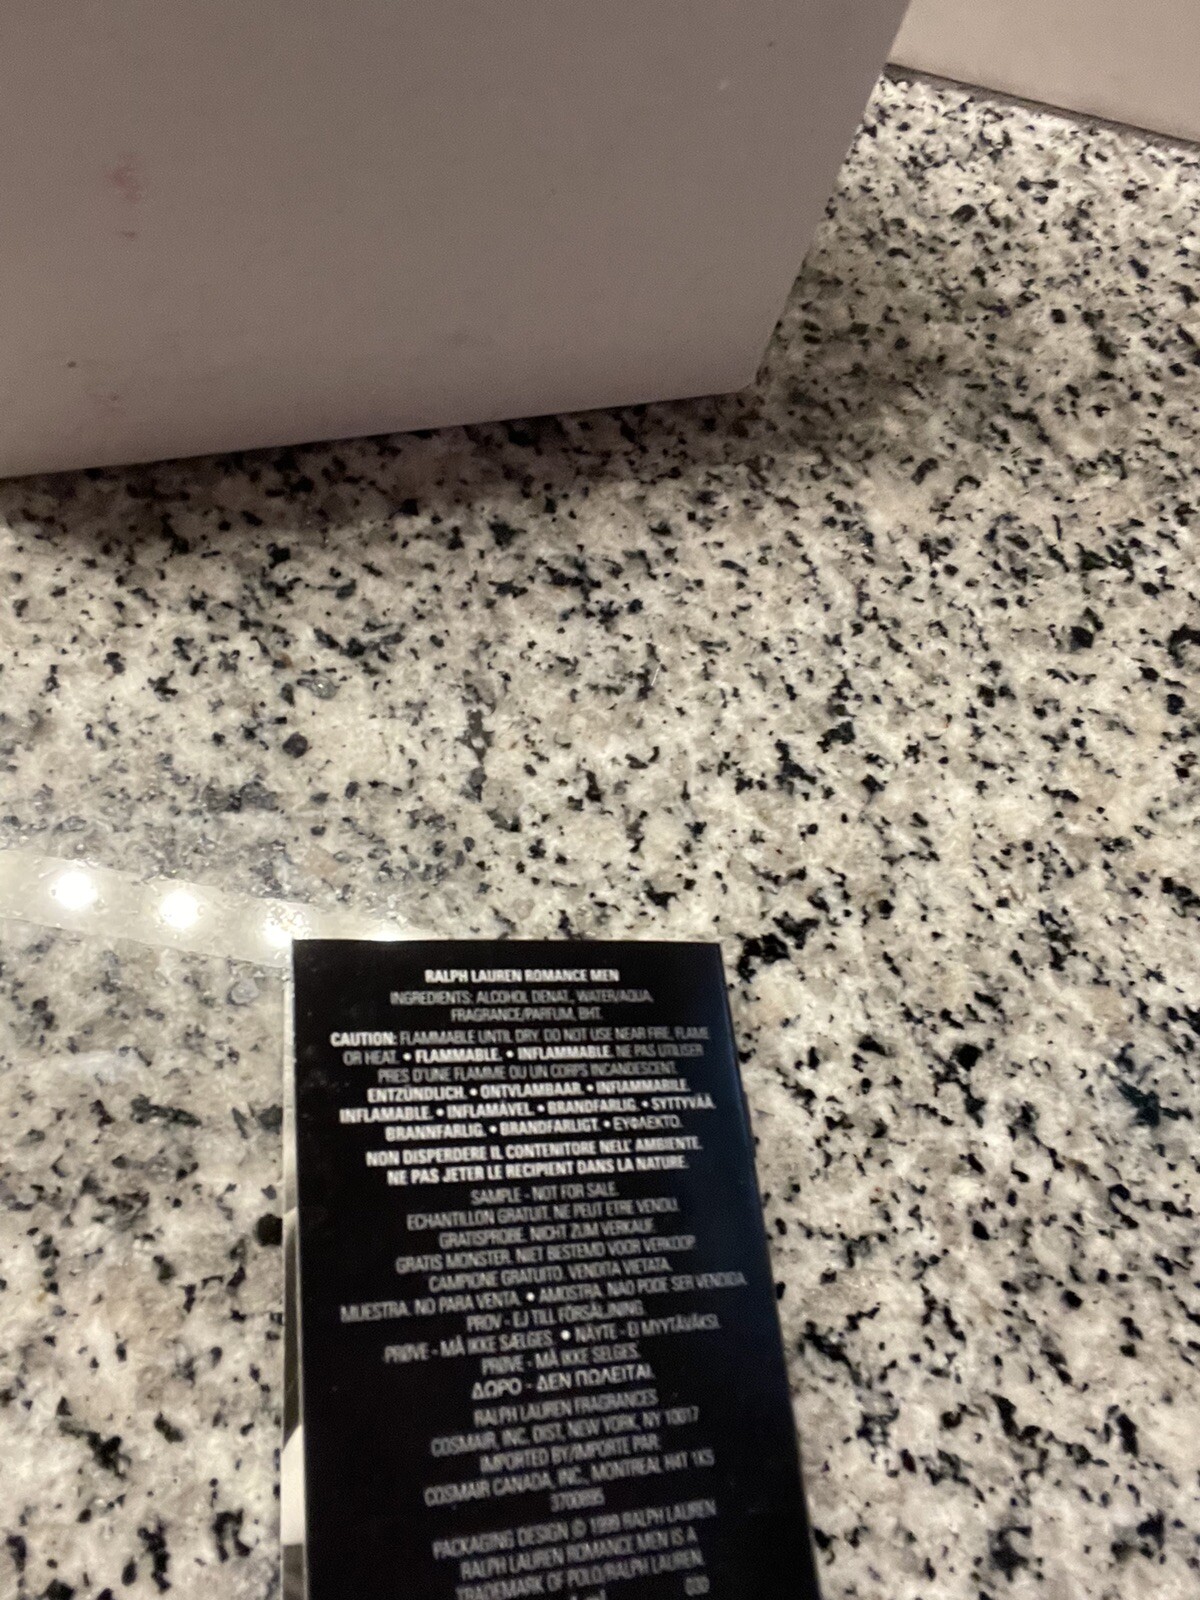 RALPH LAUREN ROMANCE MEN
INGREDIENTS: ALCOHOL DENAT., WATER/AQUA,
FRAGRANCE/PARFUM, BHT.
CAUTION: FLAMMABLE UNTIL DRY. DO NOT USE NEAR FIRE, FLAME
OR HEAT. • FLAMMABLE. • INFLAMMABLE. NE PAS UTILISER
PRES D'UNE FLAMME OU UN CORPS INCANDESCENT.
ENTZÜNDLICH. • ONTVLAMBAAR. • INFIAMMABILE.
INFLAMABLE. • INFLAMÁVEL. • BRANDFARLIG. • SYTTYVÄÄ.
BRANNFARLIG. • BRANDFARLIGT. • ΕΥΦΛΕΚΤΟ.
NON DISPERDERE IL CONTENITORE NELL' AMBIENTE.
NE PAS JETER LE RECIPIENT DANS LA NATURE.
SAMPLE - NOT FOR SALE.
ECHANTILLON GRATUIT. NE PEUT ETRE VENDU.
GRATISPROBE. NICHT ZUM VERKAUF.
GRATIS MONSTER. NIET BESTEMD VOOR VERKOOP.
CAMPIONE GRATUITO. VENDITA VIETATA.
MUESTRA. NO PARA VENTA. • AMOSTRA. NAO PODE SER VENDIDA.
PROV - EJ TILL FÖRSÄLJNING.
PRØVE - MÅ IKKE SÆLGES. • NÄYTE - EI MYYTÄVÄKSI.
PRØVE - MÅ IKKE SELGES.
ΔΩΡΟ - ΔΕΝ ΠΩΛΕΙΤΑΙ.
RALPH LAUREN FRAGRANCES
COSMAIR, INC. DIST, NEW YORK, NY 10017
IMPORTED BY/IMPORTE PAR:
COSMAIR CANADA, INC., MONTREAL H4T 1K5
PACKAGING DESIGN © 1999 RALPH LAUREN
RALPH LAUREN ROMANCE MEN IS A
TRADEMARK OF POLO/RALPH LAUREN.
030